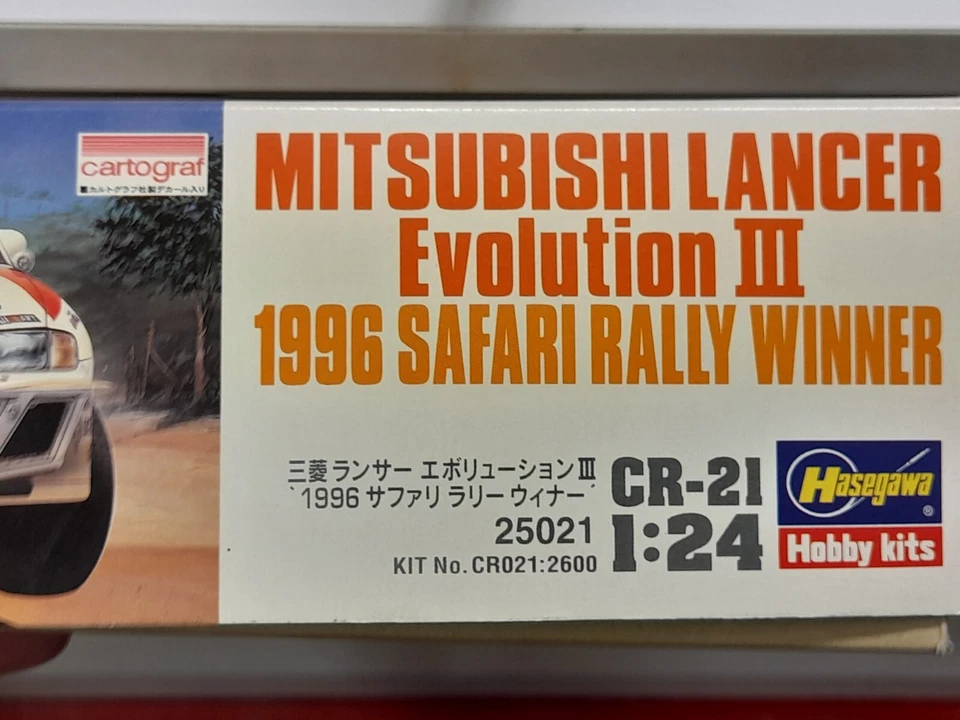 cartograf
■カルトグラフ社製デカール入り
MITSUBISHI LANCER
Evolution III
1996 SAFARI RALLY WINNER
三菱 ランサー エボリューション Ⅲ
`1996 サファリ ラリー ウィナー´
25021
KIT No. CR021:2600
CR-21
1:24
Hasegawa ®
Hobby kits